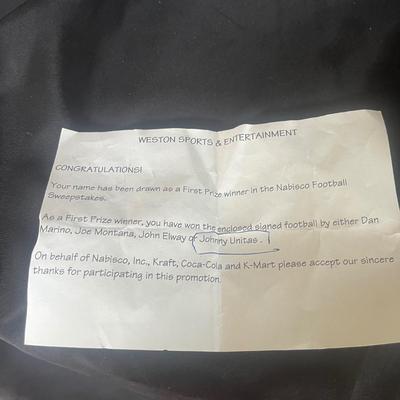 WESTON SPORTS & ENTERTAINMENT
CONGRATULATIONS!
Your name has been drawn as a First Prize winner in the Nabisco Football
Sweepstakes.
As a First Prize winner, you have won the enclosed signed football by either Dan
Marino, Joe Montana, John Elway or Johnny Unitas.
On behalf of Nabisco, Inc., Kraft, Coca-Cola and K-Mart please accept our sincere
thanks for participating in this promotion.